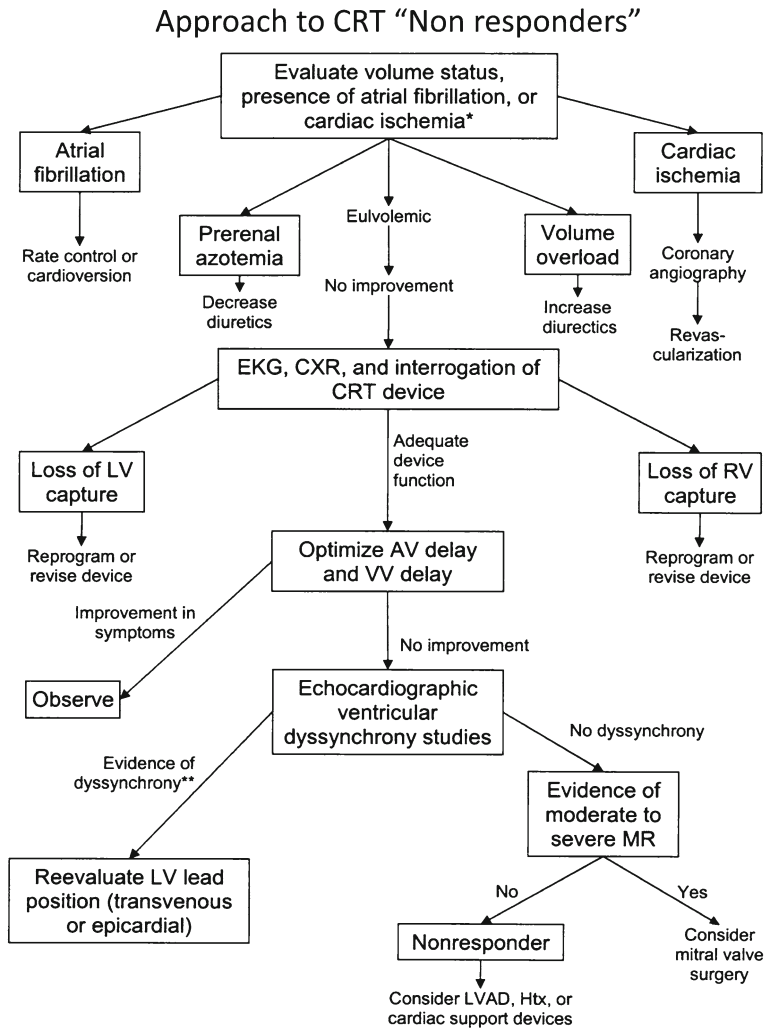 Approach to CRT “Non responders”
Evaluate volume status,
presence of atrial fibrillation, or
cardiac ischemia*
Atrial
fibrillation
Cardiac
ischemia
Rate control or
cardioversion
Prerenal
azotemia
Eulvolemic
Volume
overload
Coronary
angiography
Decrease
diuretics
No improvement
Increase
diurectics
Revas-
cularization
EKG, CXR, and interrogation of
CRT device
Loss of LV
capture
Adequate
device
function
Loss of RV
capture
Reprogram or
revise device
Optimize AV delay
and VV delay
Reprogram or
revise device
Improvement in
symptoms
No improvement
Observe
Echocardiographic
ventricular
dyssynchrony studies
No dyssynchrony
Evidence of
dyssynchrony**
Evidence of
moderate to
severe MR
Reevaluate LV lead
position (transvenous
or epicardial)
No
Yes
Nonresponder
Consider
mitral valve
surgery
Consider LVAD, Htx, or
cardiac support devices